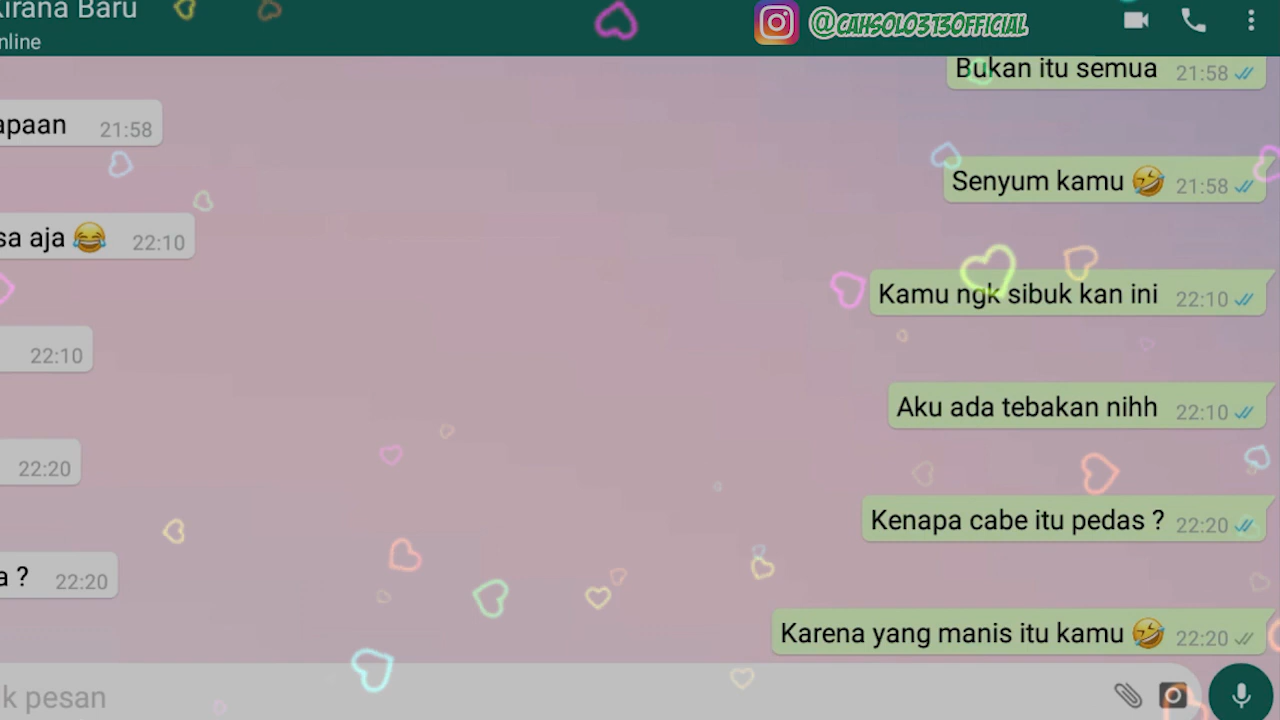 Kirana Baru
@CAHSOLO313OFFICIAL
nline
Bukan itu semua 21:58
apaan 21:58
Senyum kamu 🤣 21:58
sa aja 😂 22:10
Kamu ngk sibuk kan ini 22:10
22:10
Aku ada tebakan nihh 22:10
22:20
Kenapa cabe itu pedas ? 22:20
a ? 22:20
Karena yang manis itu kamu 🤣 22:20
k pesan